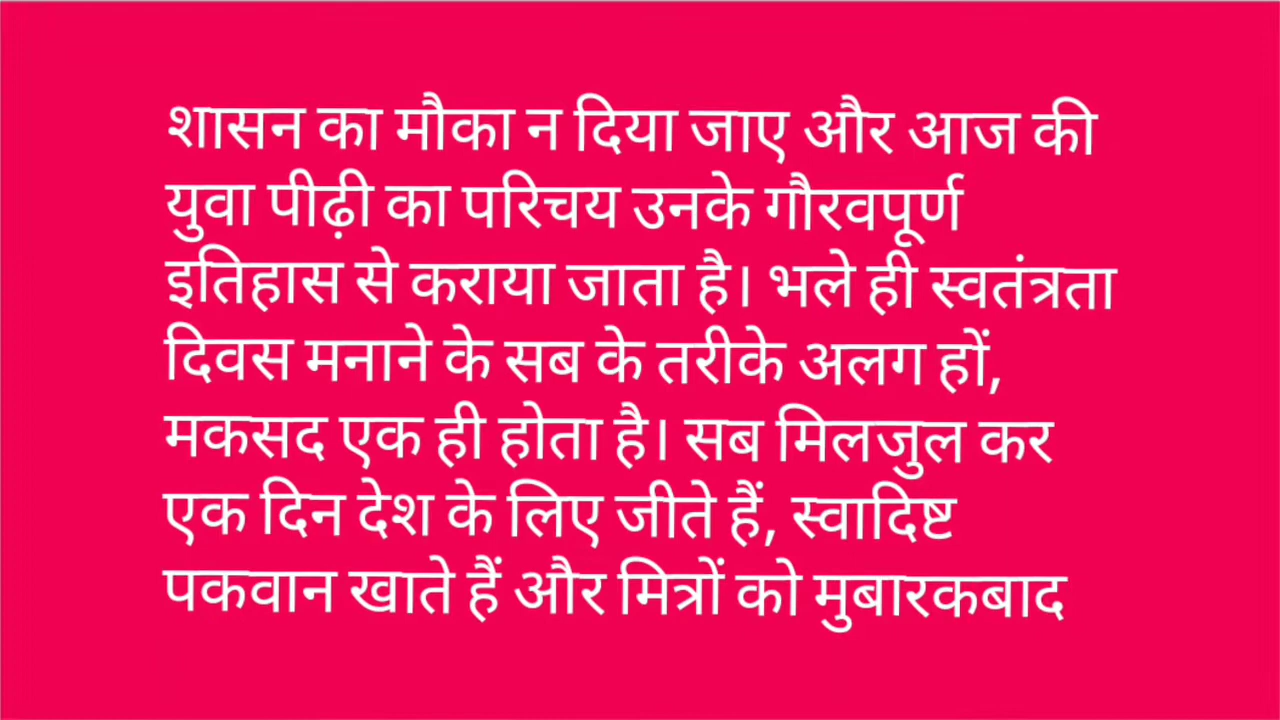 शासन का मौका न दिया जाए और आज की
युवा पीढ़ी का परिचय उनके गौरवपूर्ण
इतिहास से कराया जाता है। भले ही स्वतंत्रता
दिवस मनाने के सब के तरीके अलग हों,
मकसद एक ही होता है। सब मिलजुल कर
एक दिन देश के लिए जीते हैं, स्वादिष्ट
पकवान खाते हैं और मित्रों को मुबारकबाद